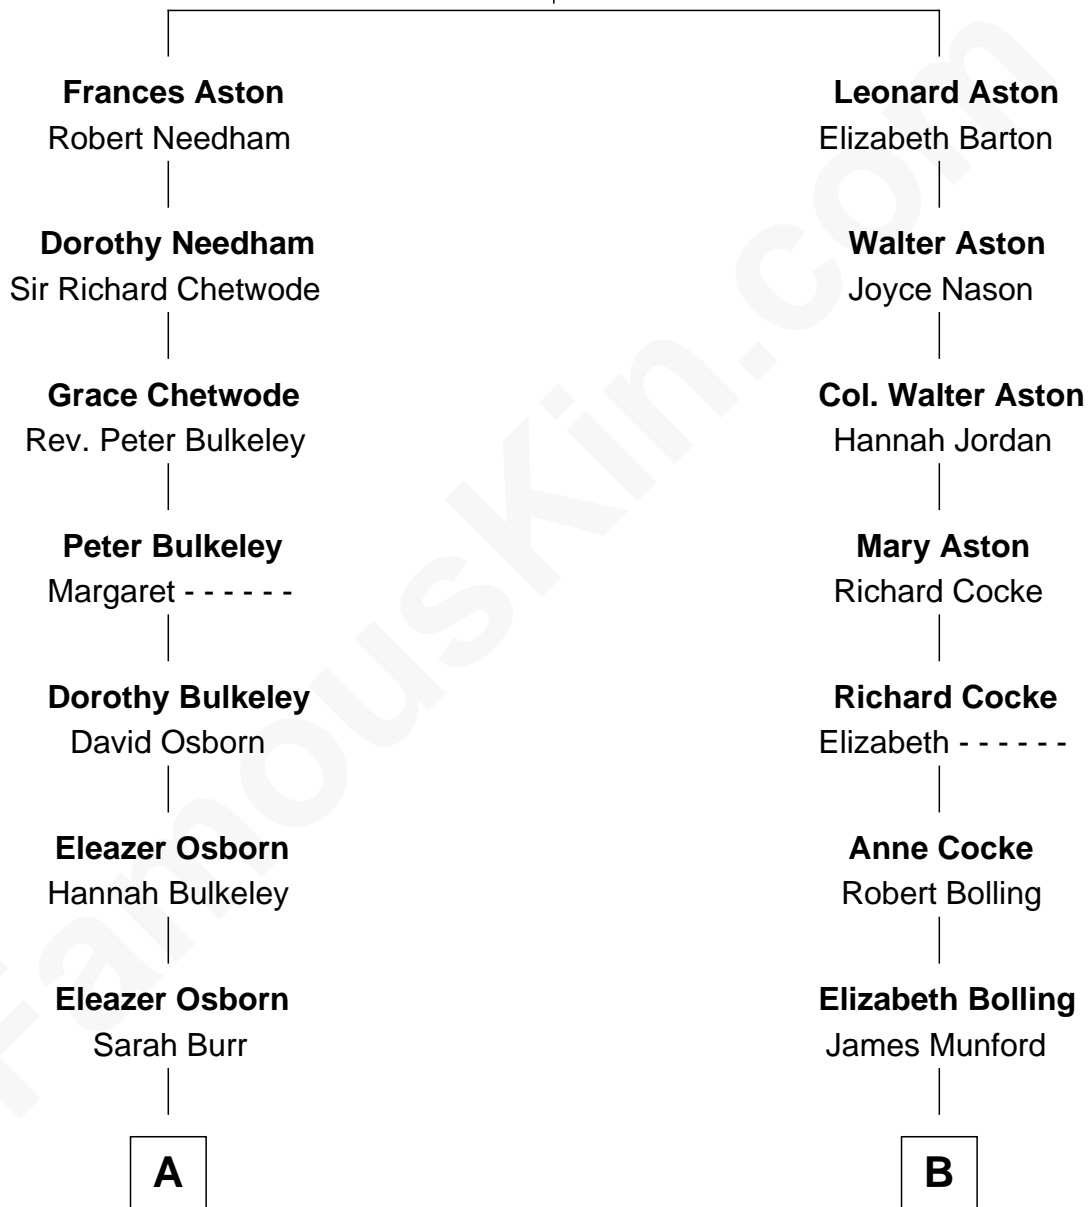 Frances Aston
Robert Needham
Dorothy Needham
Sir Richard Chetwode
Grace Chetwode
Rev. Peter Bulkeley
Peter Bulkeley
Margaret - - - - - -
Dorothy Bulkeley
David Osborn
Eleazer Osborn
Hannah Bulkeley
Eleazer Osborn
Sarah Burr
A
Leonard Aston
Elizabeth Barton
Walter Aston
Joyce Nason
Col. Walter Aston
Hannah Jordan
Mary Aston
Richard Cocke
Richard Cocke
Elizabeth - - - - - -
Anne Cocke
Robert Bolling
Elizabeth Bolling
James Munford
B
FamousKin.com